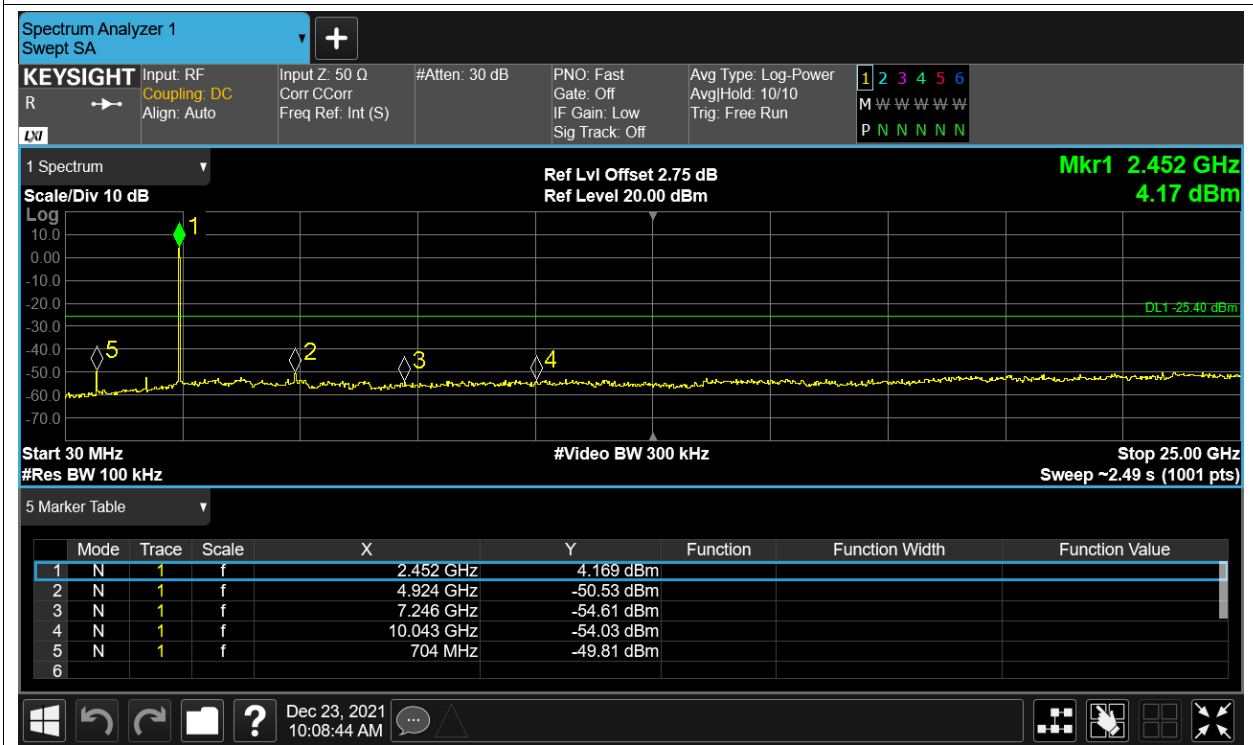 Spectrum Analyzer 1
Swept SA
KEYSIGHT
R
LXI
Input: RF
Coupling: DC
Align: Auto
Input Z: 50 Ω
Corr CCorr
Freq Ref: Int (S)
#Atten: 30 dB
PNO: Fast
Gate: Off
IF Gain: Low
Sig Track: Off
Avg Type: Log-Power
Avg|Hold: 10/10
Trig: Free Run
1 2 3 4 5 6
M W W W W W
P N N N N N
1 Spectrum
Scale/Div 10 dB
Ref Lvl Offset 2.75 dB
Ref Level 20.00 dBm
Mkr1 2.452 GHz
4.17 dBm
Log
10.0
0.00
-10.0
-20.0
-30.0
-40.0
-50.0
-60.0
-70.0
1
DL1 -25.40 dBm
5
2
3
4
Start 30 MHz
#Video BW 300 kHz
Stop 25.00 GHz
#Res BW 100 kHz
Sweep ~2.49 s (1001 pts)
5 Marker Table
Mode Trace Scale X Y Function Function Width Function Value
1 N 1 f 2.452 GHz 4.169 dBm
2 N 1 f 4.924 GHz -50.53 dBm
3 N 1 f 7.246 GHz -54.61 dBm
4 N 1 f 10.043 GHz -54.03 dBm
5 N 1 f 704 MHz -49.81 dBm
6
?
Dec 23, 2021
10:08:44 AM